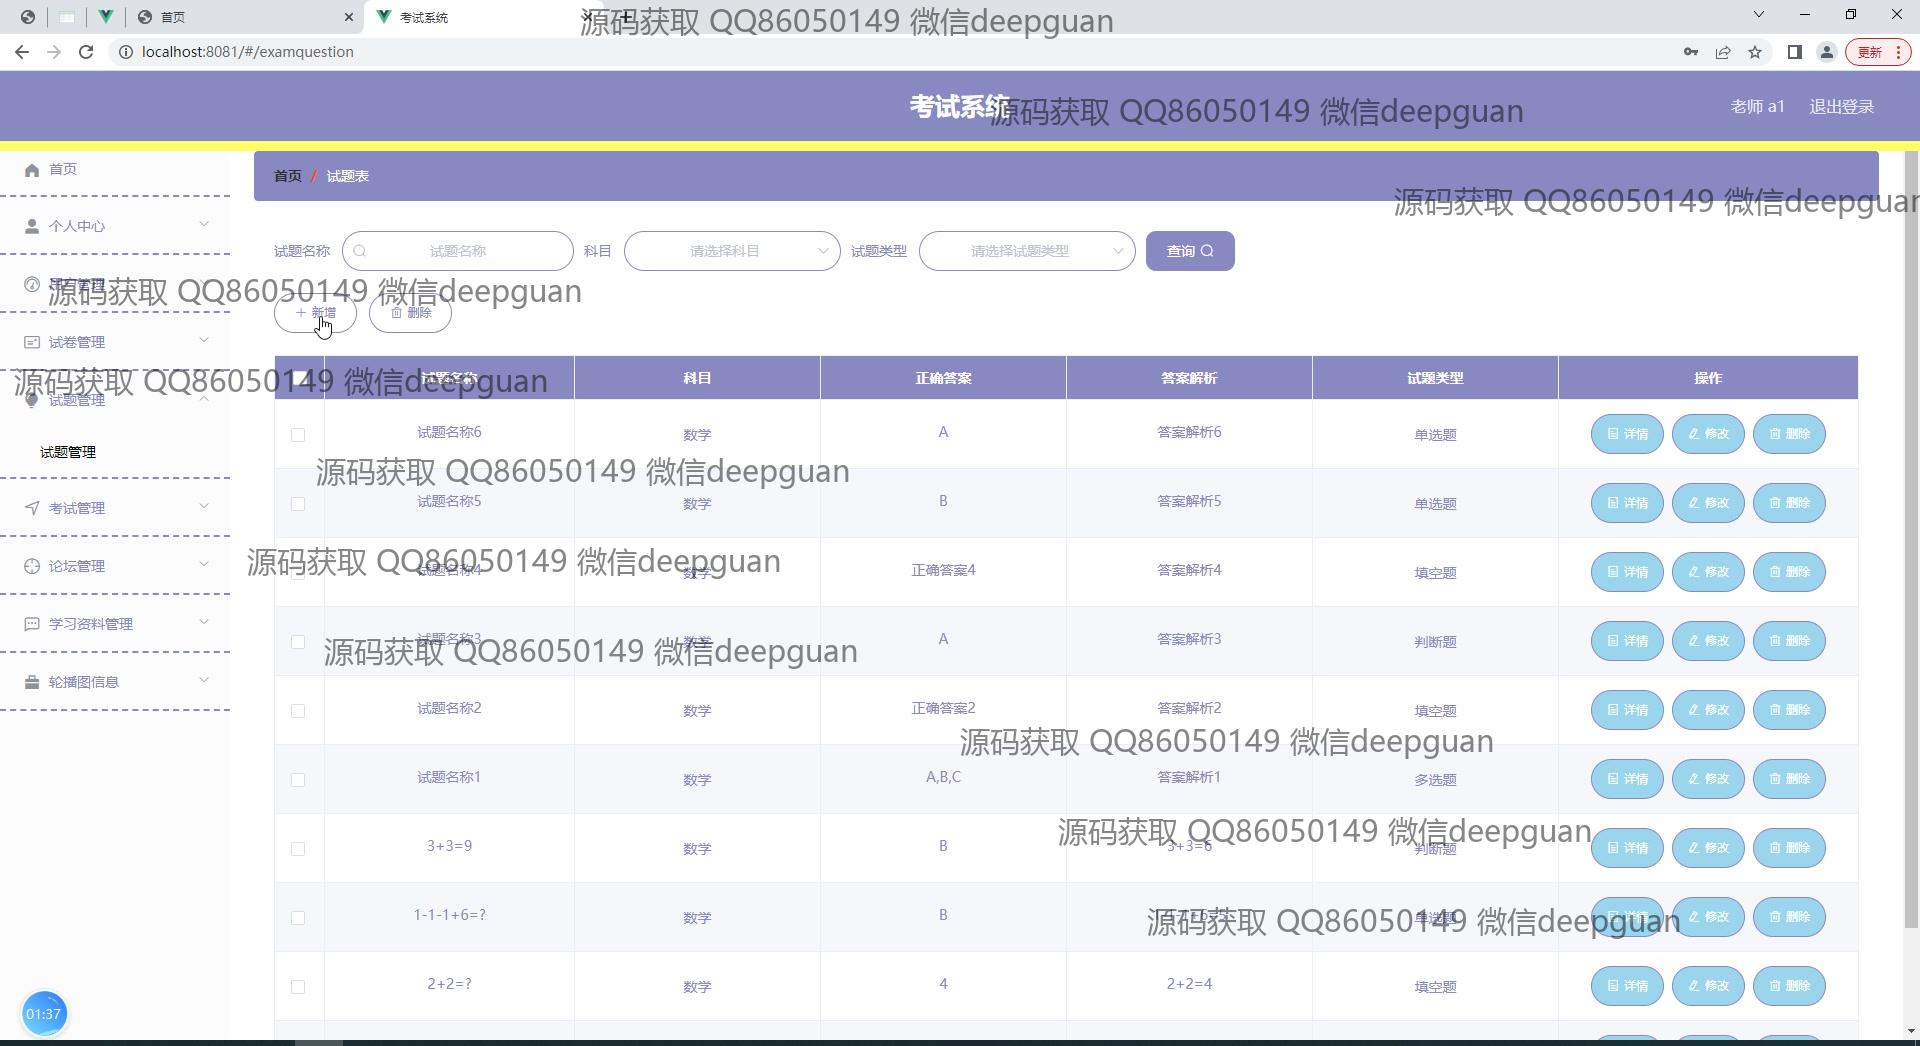 首页
考试系统
源码获取 QQ86050149 微信deepguan
localhost:8081/#/examquestion
更新
考试系统
源码获取 QQ86050149 微信deepguan
老师 a1
退出登录
首页 / 试题表
源码获取 QQ86050149 微信deepguan
首页
个人中心
试题名称 试题名称 科目 请选择科目 试题类型 请选择试题类型 查询
源码获取 QQ86050149 微信deepguan
新增 删除
试卷管理
源码获取 QQ86050149 微信deepguan
试题管理
试题管理
考试管理
论坛管理
学习资料管理
轮播图信息
试题名称 科目 正确答案 答案解析 试题类型 操作
试题名称6 数学 A 答案解析6 单选题 详情 修改 删除
源码获取 QQ86050149 微信deepguan
试题名称5 数学 B 答案解析5 单选题 详情 修改 删除
源码获取 QQ86050149 微信deepguan
试题名称4 数学 正确答案4 答案解析4 填空题 详情 修改 删除
源码获取 QQ86050149 微信deepguan
试题名称3 数学 A 答案解析3 判断题 详情 修改 删除
试题名称2 数学 正确答案2 答案解析2 填空题 详情 修改 删除
源码获取 QQ86050149 微信deepguan
试题名称1 数学 A,B,C 答案解析1 多选题 详情 修改 删除
源码获取 QQ86050149 微信deepguan
3+3=9 数学 B 3+3=6 判断题 详情 修改 删除
1-1-1+6=? 数学 B 单选题 详情 修改 删除
源码获取 QQ86050149 微信deepguan
2+2=? 数学 4 2+2=4 填空题 详情 修改 删除
01:37